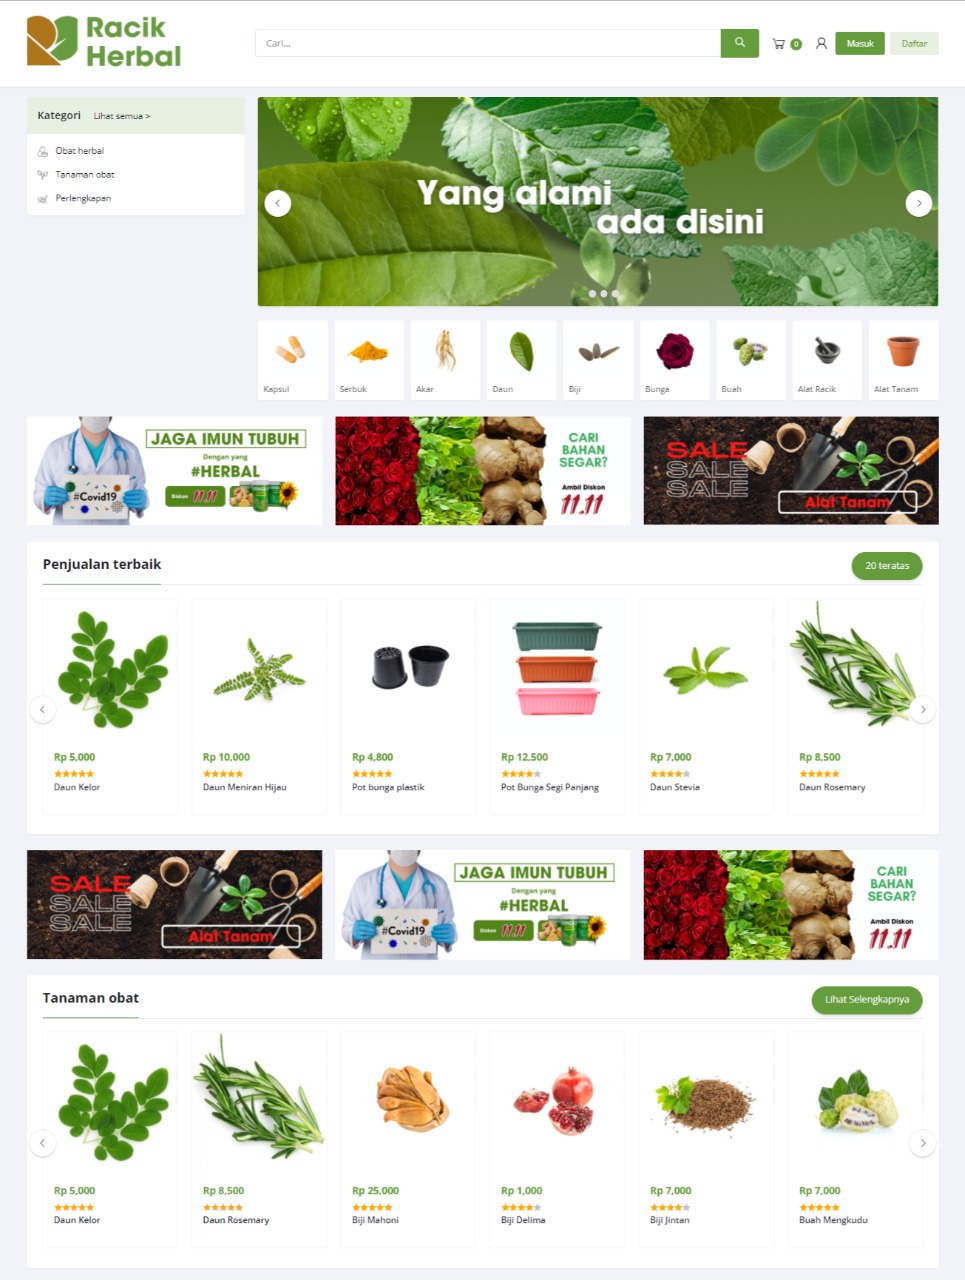 Racik
Herbal
Cari...
0
Masuk
Daftar
Kategori Lihat semua >
Obat herbal
Tanaman obat
Perlengkapan
Yang alami
ada disini
Kapsul
Serbuk
Akar
Daun
Biji
Bunga
Buah
Alat Racik
Alat Tanam
JAGA IMUN TUBUH
Dengan yang
#HERBAL
#Covid19
Diskon 11.11
CARI
BAHAN
SEGAR?
Ambil Diskon
11.11
SALE
SALE
SALE
Alat Tanam
Penjualan terbaik
20 teratas
Rp 5,000
Daun Kelor
Rp 10,000
Daun Meniran Hijau
Rp 4,800
Pot bunga plastik
Rp 12,500
Pot Bunga Segi Panjang
Rp 7,000
Daun Stevia
Rp 8,500
Daun Rosemary
SALE
SALE
SALE
Alat Tanam
JAGA IMUN TUBUH
Dengan yang
#HERBAL
#Covid19
Diskon 11.11
CARI
BAHAN
SEGAR?
Ambil Diskon
11.11
Tanaman obat
Lihat Selengkapnya
Rp 5,000
Daun Kelor
Rp 8,500
Daun Rosemary
Rp 25,000
Biji Mahoni
Rp 1,000
Biji Delima
Rp 7,000
Biji Jintan
Rp 7,000
Buah Mengkudu